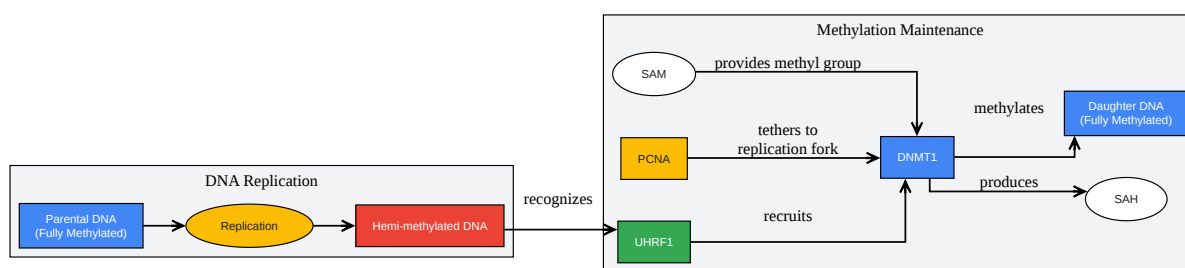 Methylation Maintenance
SAM
provides methyl group
methylates
Daughter DNA
(Fully Methylated)
tethers to
replication fork
PCNA
DNMT1
DNA Replication
produces
SAH
recognizes
Parental DNA
(Fully Methylated)
Replication
Hemi-methylated DNA
recruits
UHRF1